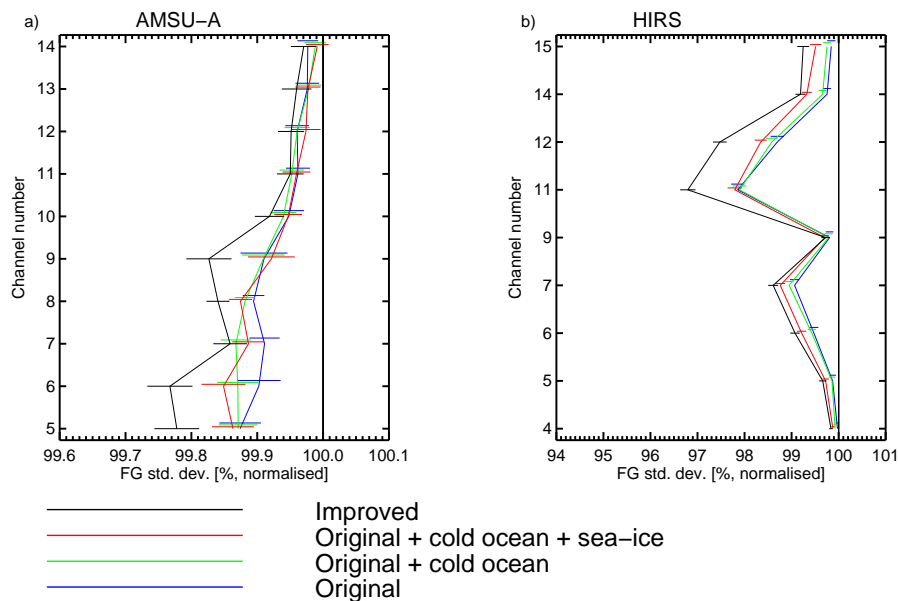 a) AMSU-A
14
13
12
11
10
9
8
7
6
5
Channel number
99.6 99.7 99.8 99.9 100.0 100.1
FG std. dev. [%, normalised]
b) HIRS
15
14
12
11
9
7
6
5
4
Channel number
94 95 96 97 98 99 100 101
FG std. dev. [%, normalised]
Improved
Original + cold ocean + sea-ice
Original + cold ocean
Original